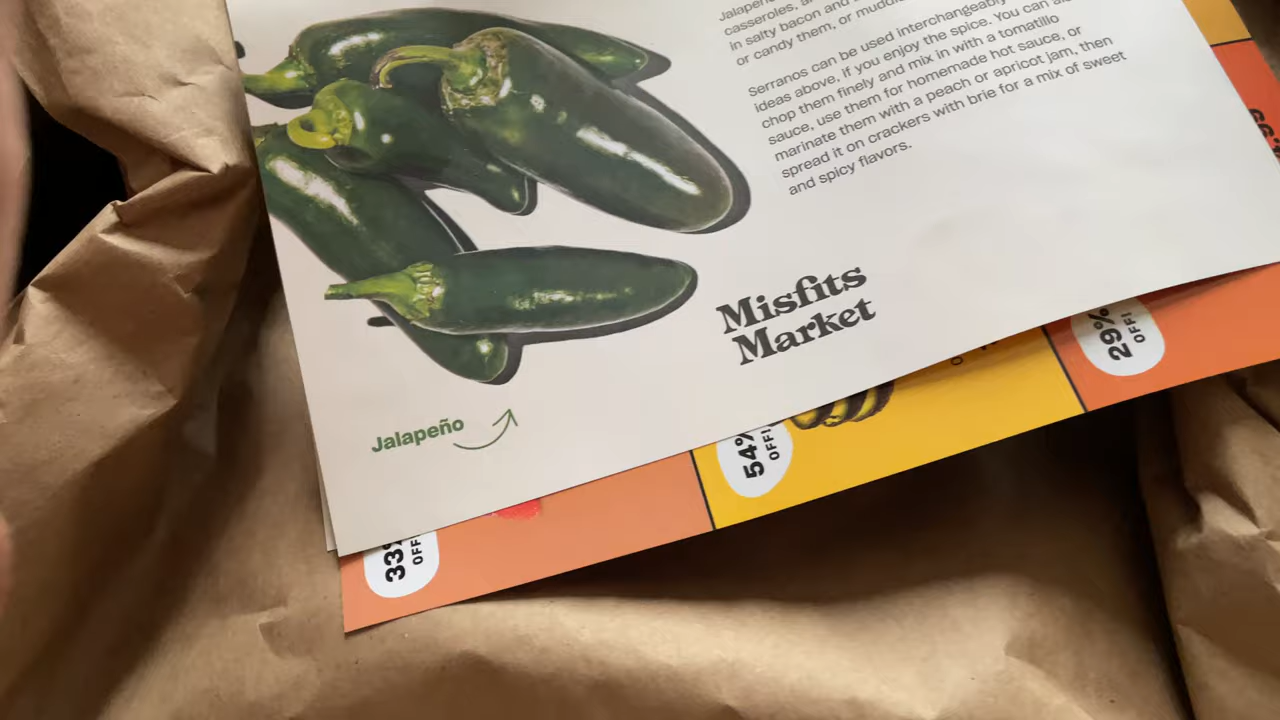 Jalapeño
casseroles, a
in salty bacon and
or candy them, or muddl
Serranos can be used interchangeably
ideas above, if you enjoy the spice. You can al
chop them finely and mix in with a tomatillo
sauce, use them for homemade hot sauce, or
marinate them with a peach or apricot jam, then
spread it on crackers with brie for a mix of sweet
and spicy flavors.
Misfits
Market
Jalapeño
29%
OFF!
54%
OFF!
33%
OFF!